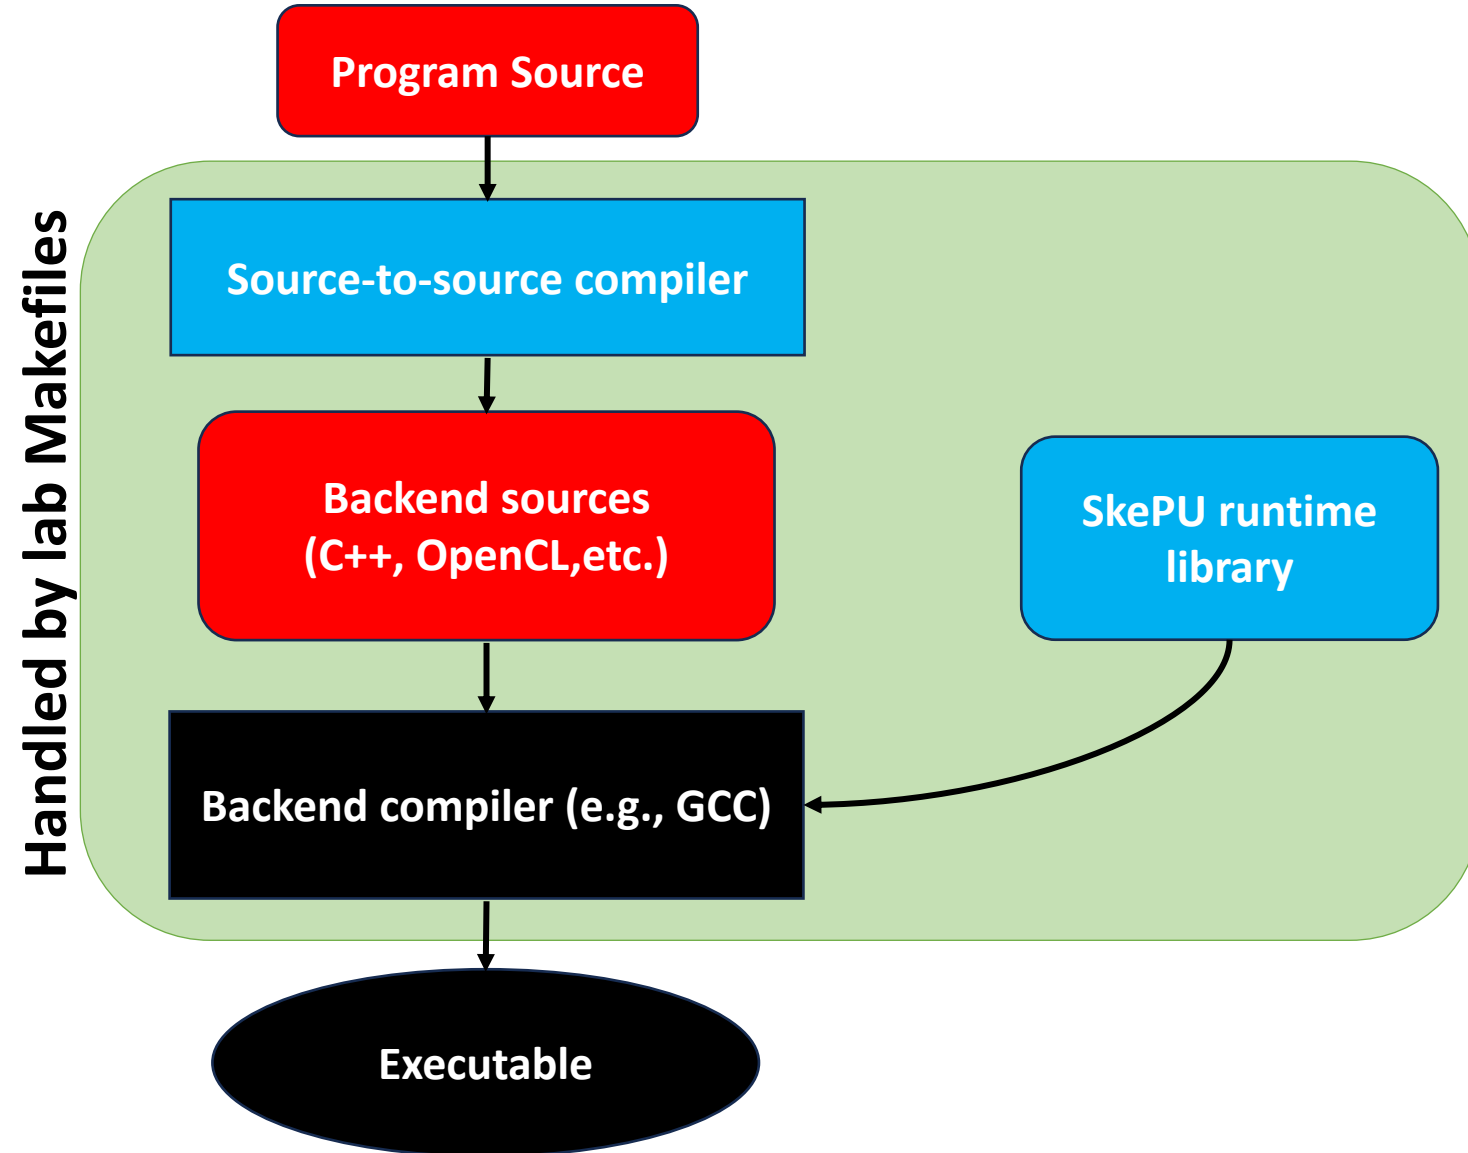 Program Source
Handled by lab Makefiles
Source-to-source compiler
Backend sources
(C++, OpenCL,etc.)
SkePU runtime
library
Backend compiler (e.g., GCC)
Executable